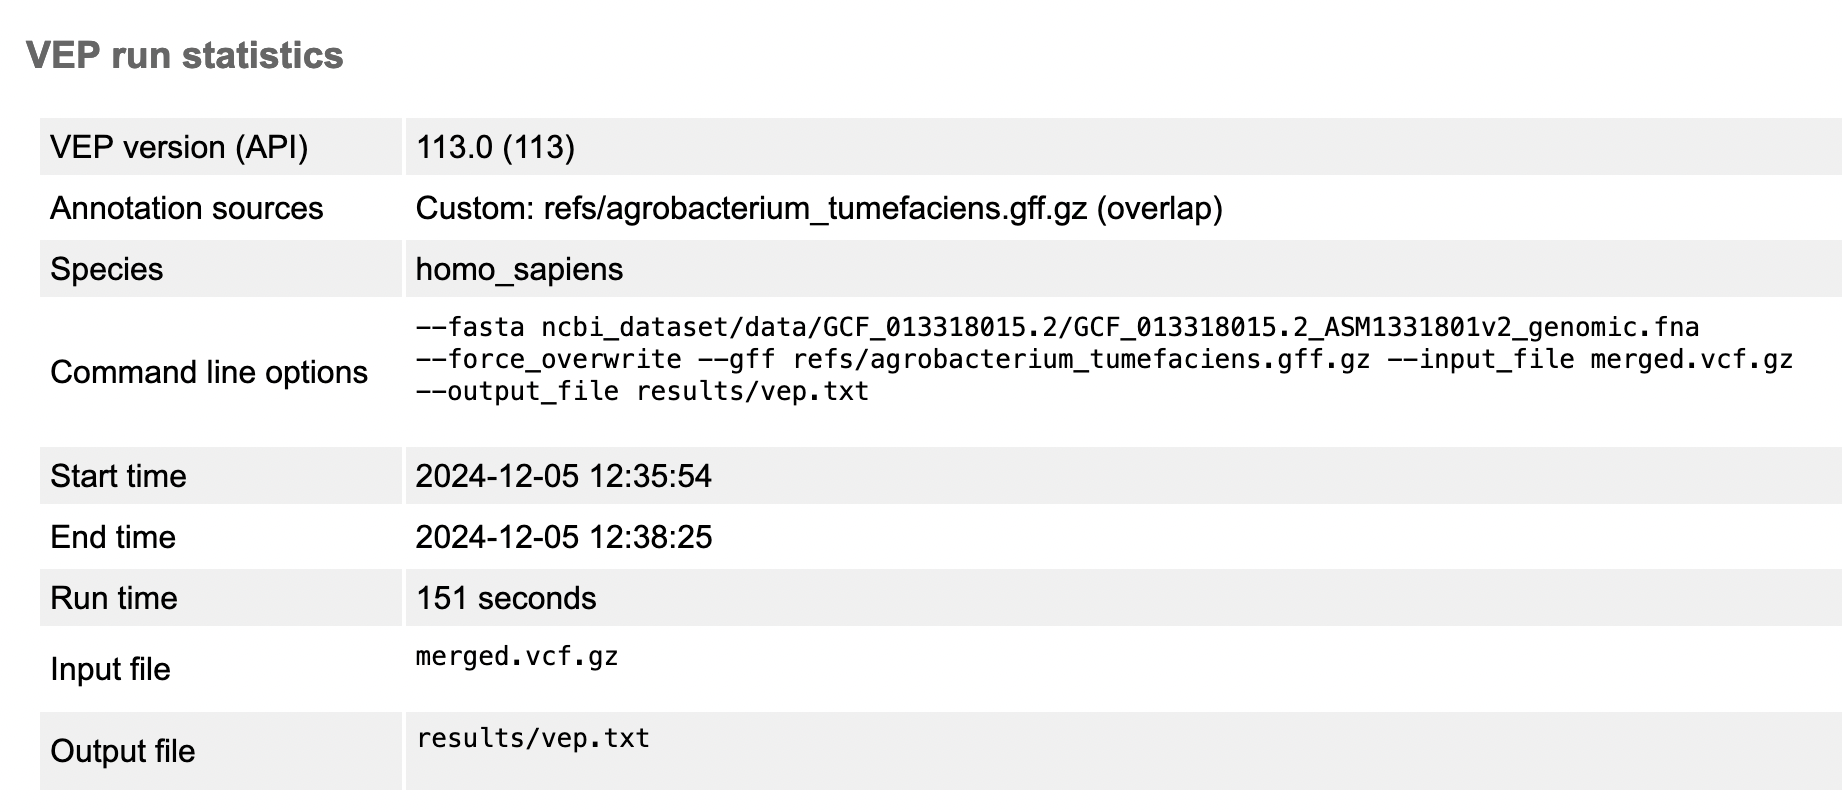 VEP run statistics
VEP version (API) 113.0 (113)
Annotation sources Custom: refs/agrobacterium_tumefaciens.gff.gz (overlap)
Species homo_sapiens
Command line options
--fasta ncbi_dataset/data/GCF_013318015.2/GCF_013318015.2_ASM1331801v2_genomic.fna
--force_overwrite --gff refs/agrobacterium_tumefaciens.gff.gz --input_file merged.vcf.gz
--output_file results/vep.txt
Start time 2024-12-05 12:35:54
End time 2024-12-05 12:38:25
Run time 151 seconds
Input file merged.vcf.gz
Output file results/vep.txt